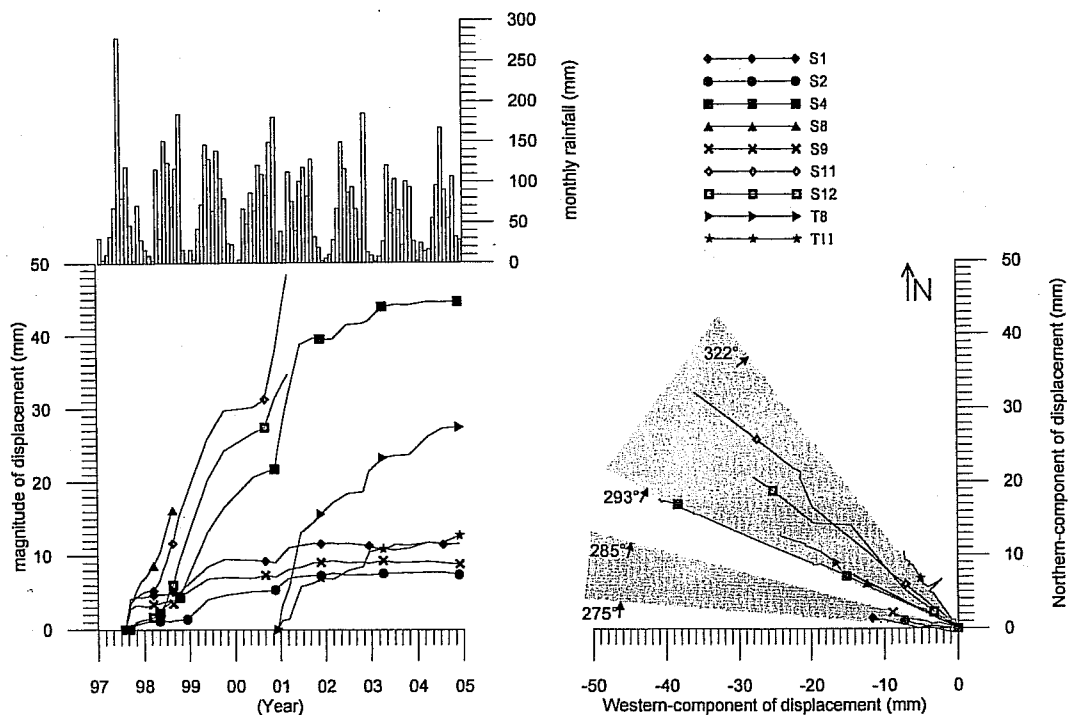 300
250
200
150
100
50
0
monthly rainfall (mm)
S1
S2
S4
S8
S9
S11
S12
T8
T11
50
40
30
20
10
0
magnitude of displacement (mm)
97 98 99 00 01 02 03 04 05
(Year)
N
322°
293°
285°
275°
50
40
30
20
10
0
Northern-component of displacement (mm)
-50 -40 -30 -20 -10 0
Western-component of displacement (mm)